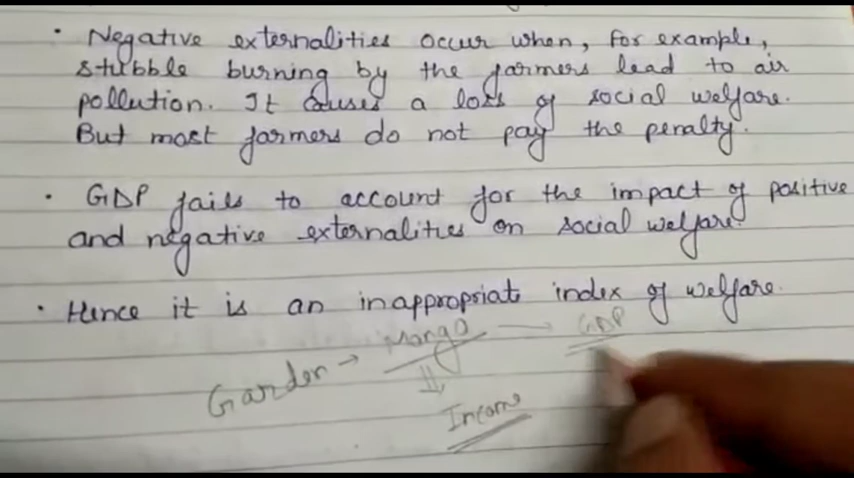 • Negative externalities occur when, for example,
stubble burning by the farmers lead to air
pollution. It causes a loss of social welfare.
But most farmers do not pay the penalty.
• GDP fails to account for the impact of positive
and negative externalities on social welfare.
• Hence it is an inappropriate index of welfare.
Garden → Mango → GDP
⇓
Income